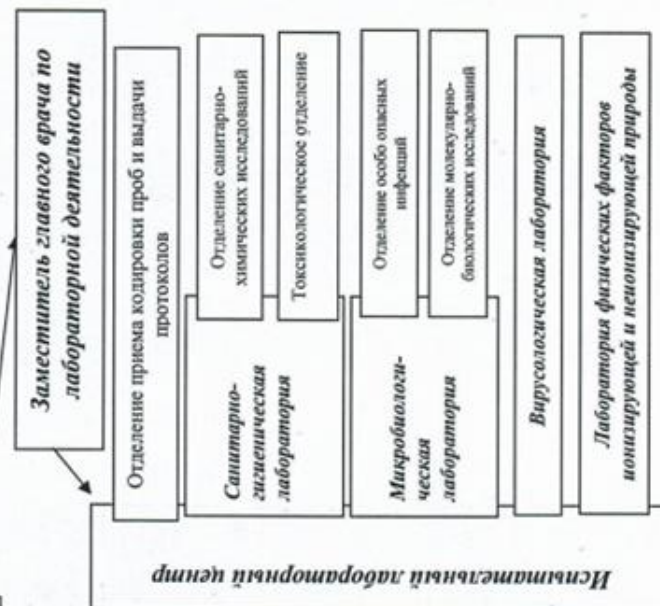 Заместитель главного врача по
лабораторной деятельности
Отделение приема кодировки проб и выдачи
протоколов
Санитарно-
гигиеническая
лаборатория
Отделение санитарно-
химических исследований
Токсикологическое отделение
Микробиологи-
ческая
лаборатория
Отделение особо опасных
инфекций
Отделение молекулярно-
биологических исследований
Вирусологическая лаборатория
Лаборатория физических факторов
ионизирующей и неионизирующей природы
Испытательный лабораторный центр